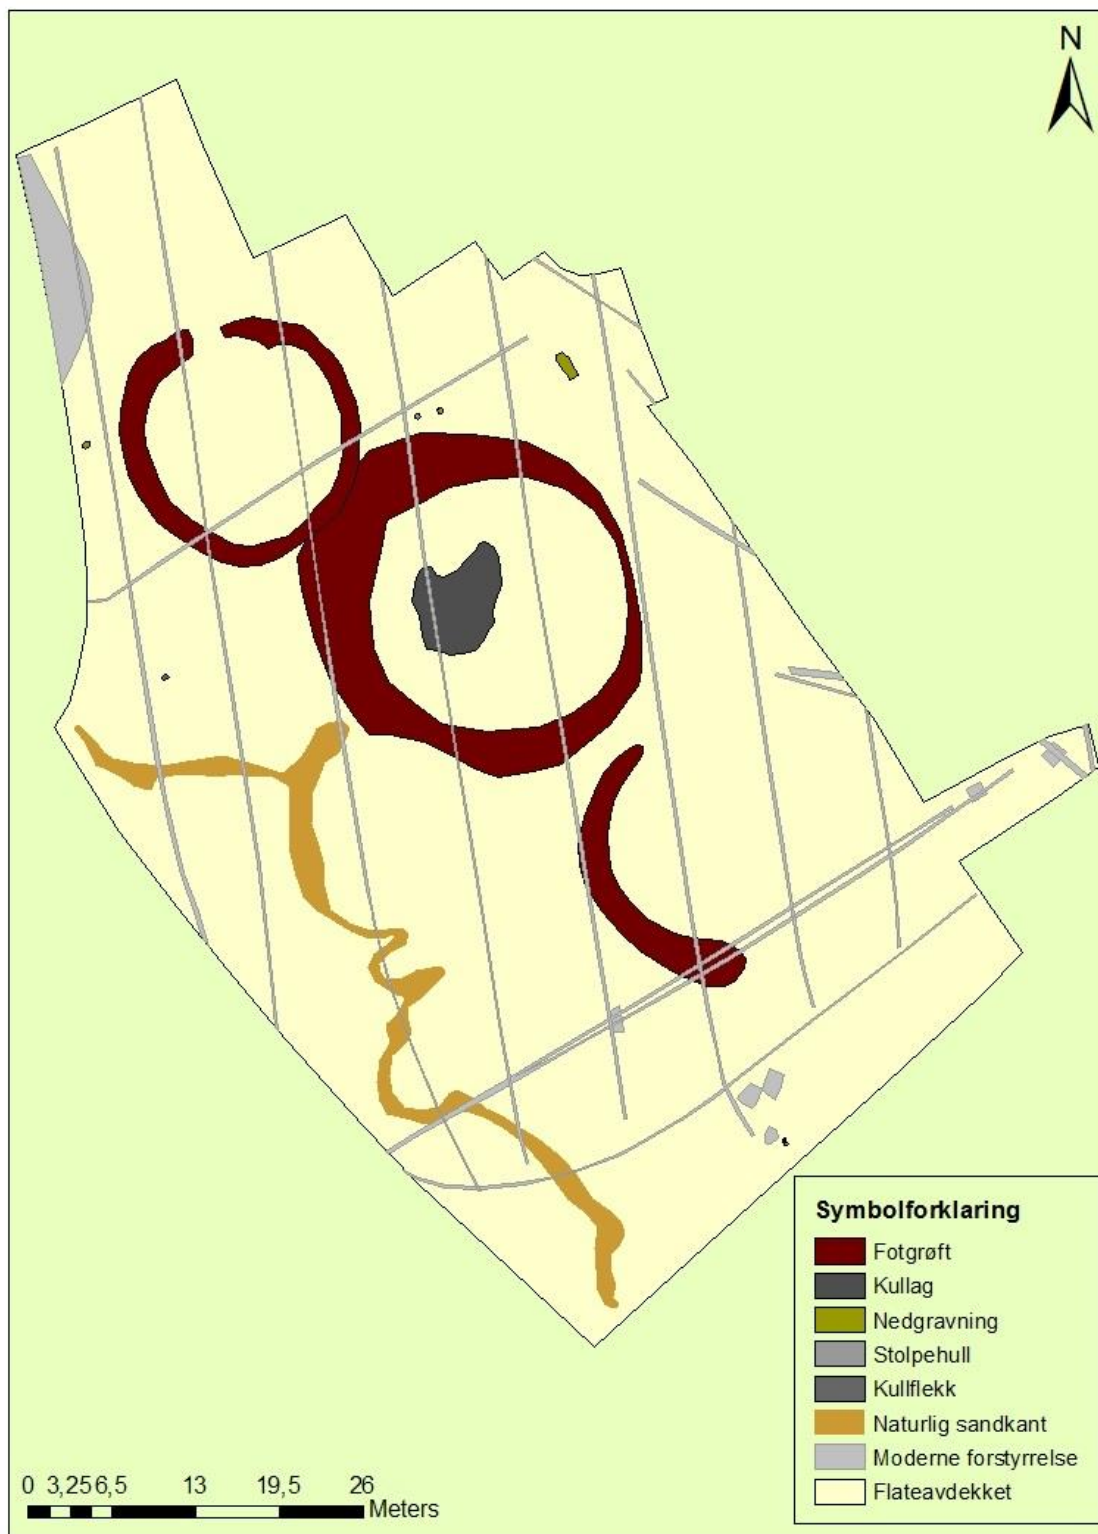 N
Symbolforklaring
Fotgrøft
Kullag
Nedgravning
Stolpehull
Kullflekk
Naturlig sandkant
Moderne forstyrrelse
Flateavdekket
0 3,25 6,5 13 19,5 26
Meters